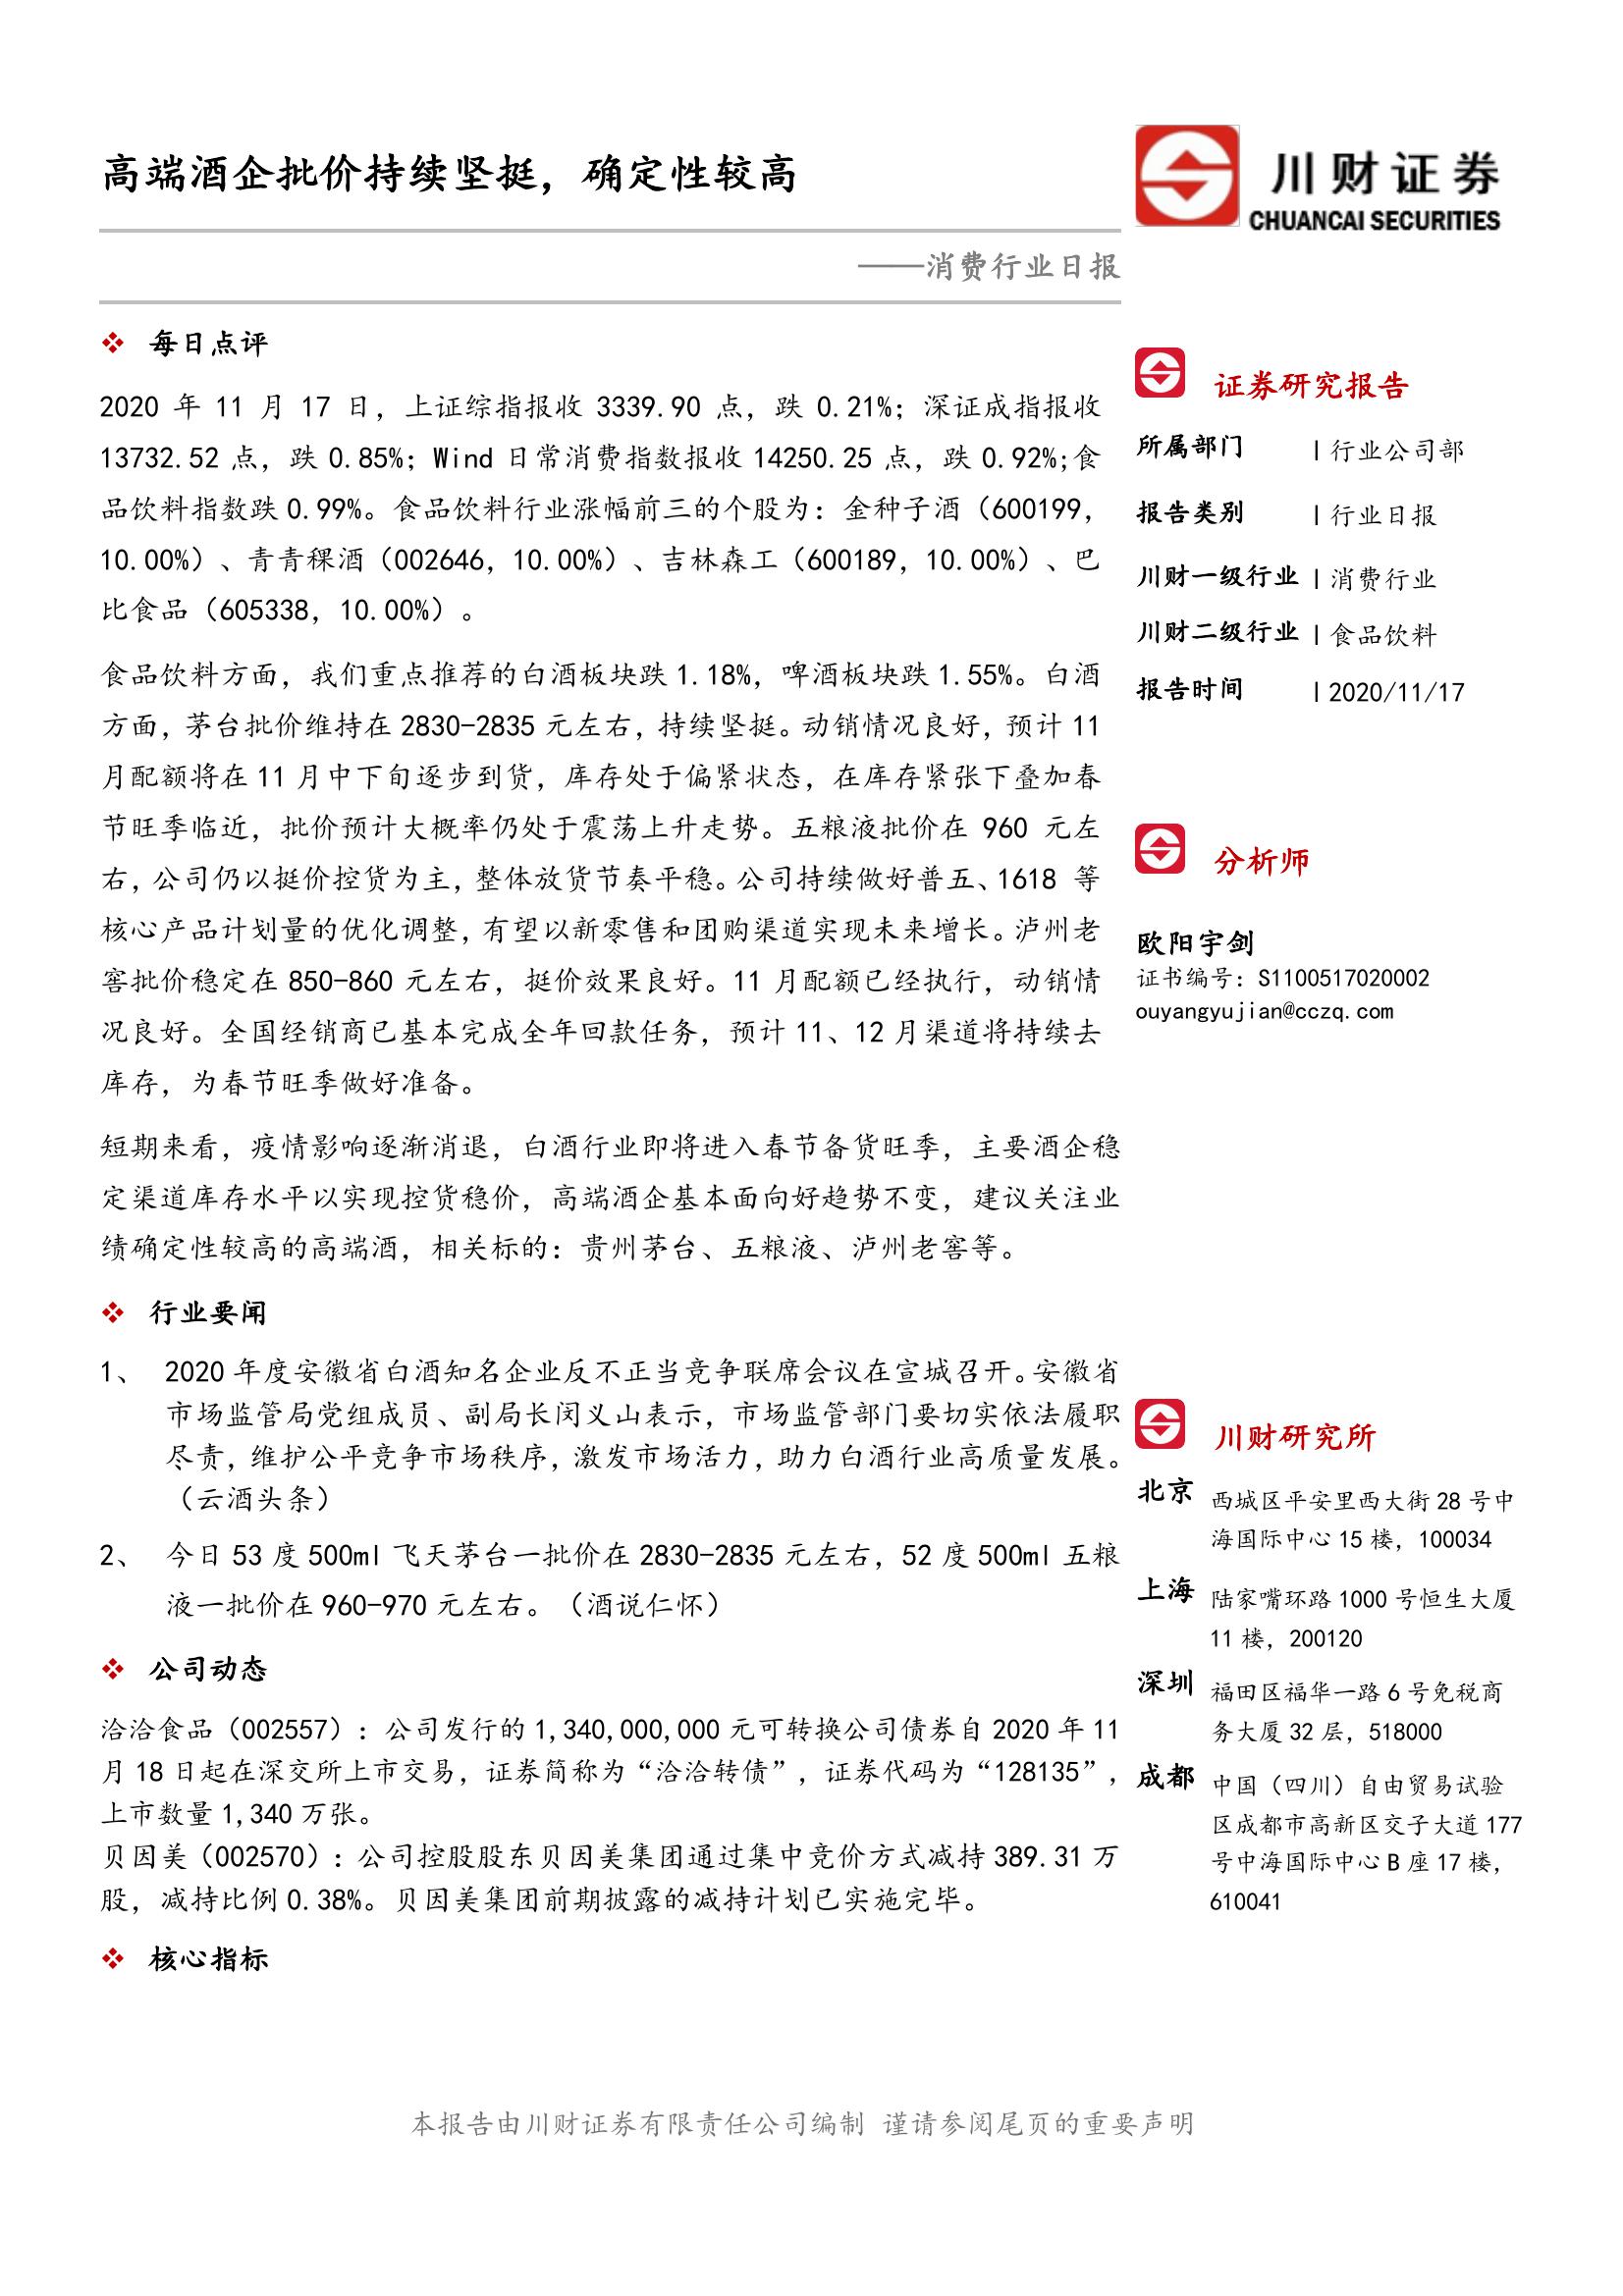 高端酒企批价持续坚挺，确定性较高
川财证券
CHUANCAI SECURITIES
——消费行业日报
每日点评
2020 年 11 月 17 日，上证综指报收 3339.90 点，跌 0.21%；深证成指报收
13732.52 点，跌 0.85%；Wind 日常消费指数报收 14250.25 点，跌 0.92%;食
品饮料指数跌 0.99%。食品饮料行业涨幅前三的个股为：金种子酒（600199，
10.00%）、青青稞酒（002646，10.00%）、吉林森工（600189，10.00%）、巴
比食品（605338，10.00%）。
食品饮料方面，我们重点推荐的白酒板块跌 1.18%，啤酒板块跌 1.55%。白酒
方面，茅台批价维持在 2830-2835 元左右，持续坚挺。动销情况良好，预计 11
月配额将在 11 月中下旬逐步到货，库存处于偏紧状态，在库存紧张下叠加春
节旺季临近，批价预计大概率仍处于震荡上升走势。五粮液批价在 960 元左
右，公司仍以挺价控货为主，整体放货节奏平稳。公司持续做好普五、1618 等
核心产品计划量的优化调整，有望以新零售和团购渠道实现未来增长。泸州老
窖批价稳定在 850-860 元左右，挺价效果良好。11 月配额已经执行，动销情
况良好。全国经销商已基本完成全年回款任务，预计 11、12 月渠道将持续去
库存，为春节旺季做好准备。
短期来看，疫情影响逐渐消退，白酒行业即将进入春节备货旺季，主要酒企稳
定渠道库存水平以实现控货稳价，高端酒企基本面向好趋势不变，建议关注业
绩确定性较高的高端酒，相关标的：贵州茅台、五粮液、泸州老窖等。
行业要闻
1、 2020 年度安徽省白酒知名企业反不正当竞争联席会议在宣城召开。安徽省
市场监管局党组成员、副局长闵义山表示，市场监管部门要切实依法履职
尽责，维护公平竞争市场秩序，激发市场活力，助力白酒行业高质量发展。
（云酒头条）
2、 今日 53 度 500ml 飞天茅台一批价在 2830-2835 元左右，52 度 500ml 五粮
液一批价在 960-970 元左右。（酒说仁怀）
公司动态
洽洽食品（002557）：公司发行的 1,340,000,000 元可转换公司债券自 2020 年 11
月 18 日起在深交所上市交易，证券简称为“洽洽转债”，证券代码为“128135”，
上市数量 1,340 万张。
贝因美（002570）：公司控股股东贝因美集团通过集中竞价方式减持 389.31 万
股，减持比例 0.38%。贝因美集团前期披露的减持计划已实施完毕。
核心指标
证券研究报告
所属部门 | 行业公司部
报告类别 | 行业日报
川财一级行业 | 消费行业
川财二级行业 | 食品饮料
报告时间 | 2020/11/17
分析师
欧阳宇剑
证书编号：S1100517020002
ouyangyujian@cczq.com
川财研究所
北京 西城区平安里西大街 28 号中
海国际中心 15 楼，100034
上海 陆家嘴环路 1000 号恒生大厦
11 楼，200120
深圳 福田区福华一路 6 号免税商
务大厦 32 层，518000
成都 中国（四川）自由贸易试验
区成都市高新区交子大道 177
号中海国际中心 B 座 17 楼，
610041
本报告由川财证券有限责任公司编制 谨请参阅尾页的重要声明